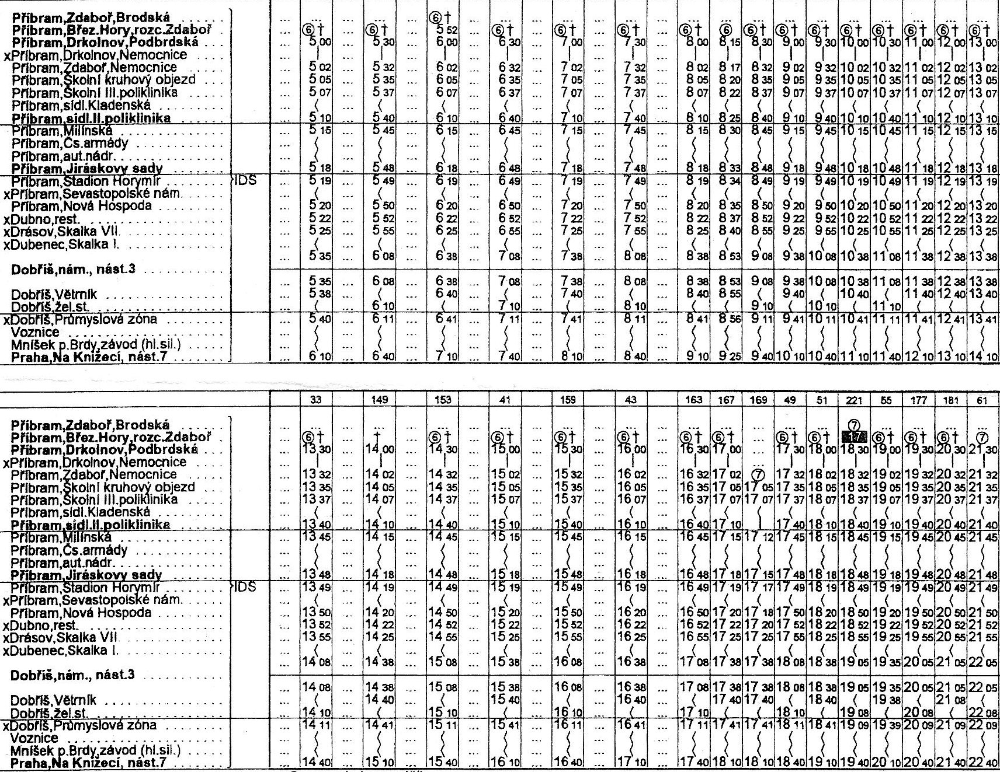 Příbram,Zdaboř,Brodská . . . . . . ... ... ... ... ⑥† ... ... ... ... ... ... ... ... ... ... ... ... ... ... ... ... ...
Příbram,Břez.Hory,rozc.Zdaboř . ... ⑥† ... ⑥† ... 5 52 ... ⑥† ... ⑥† ... ⑥† ... ⑥† ⑥ ⑥† ⑥† ⑥† ⑥† ⑥† ⑥† ⑥† ⑥†
Příbram,Drkolnov,Podbrdská . . . ... 5 00 ... 5 30 ... 6 00 ... 6 30 ... 7 00 ... 7 30 ... 8 00 8 15 8 30 9 00 9 30 10 00 10 30 11 00 12 00 13 00
xPříbram,Drkolnov,Nemocnice . . . . ... | ... | ... | ... | ... | ... | ... | | | | | | | | | |
Příbram,Zdaboř,Nemocnice . . . . . ... 5 02 ... 5 32 ... 6 02 ... 6 32 ... 7 02 ... 7 32 ... 8 02 8 17 8 32 9 02 9 32 10 02 10 32 11 02 12 02 13 02
Příbram,Školní kruhový objezd . . . ... 5 05 ... 5 35 ... 6 05 ... 6 35 ... 7 05 ... 7 35 ... 8 05 8 20 8 35 9 05 9 35 10 05 10 35 11 05 12 05 13 05
Příbram,Školní III.poliklinika . . . . . ... 5 07 ... 5 37 ... 6 07 ... 6 37 ... 7 07 ... 7 37 ... 8 07 8 22 8 37 9 07 9 37 10 07 10 37 11 07 12 07 13 07
Příbram,sídl.Kladenská . . . . . . . .
Příbram,sídl.II.poliklinika . . . . . . ... 5 10 ... 5 40 ... 6 10 ... 6 40 ... 7 10 ... 7 40 ... 8 10 8 25 8 40 9 10 9 40 10 10 10 40 11 10 12 10 13 10
Příbram,Milínská . . . . . . . . . . . . ... 5 15 ... 5 45 ... 6 15 ... 6 45 ... 7 15 ... 7 45 ... 8 15 8 30 8 45 9 15 9 45 10 15 10 45 11 15 12 15 13 15
Příbram,Čs.armády . . . . . . . . . .
Příbram,aut.nádr. . . . . . . . . . . .
Příbram,Jiráskovy sady . . . . . . . ... 5 18 ... 5 48 ... 6 18 ... 6 48 ... 7 18 ... 7 48 ... 8 18 8 33 8 48 9 18 9 48 10 18 10 48 11 18 12 18 13 18
Příbram,Stadion Horymír . . . . . . . IDS ... 5 19 ... 5 49 ... 6 19 ... 6 49 ... 7 19 ... 7 49 ... 8 19 8 34 8 49 9 19 9 49 10 19 10 49 11 19 12 19 13 19
xPříbram,Sevastopolské nám. . . . .
Příbram,Nová Hospoda . . . . . . . . ... 5 20 ... 5 50 ... 6 20 ... 6 50 ... 7 20 ... 7 50 ... 8 20 8 35 8 50 9 20 9 50 10 20 10 50 11 20 12 20 13 20
xDubno,rest. . . . . . . . . . . . . . . . ... 5 22 ... 5 52 ... 6 22 ... 6 52 ... 7 22 ... 7 52 ... 8 22 8 37 8 52 9 22 9 52 10 22 10 52 11 22 12 22 13 22
xDrásov,Skalka VII. . . . . . . . . . . . ... 5 25 ... 5 55 ... 6 25 ... 6 55 ... 7 25 ... 7 55 ... 8 25 8 40 8 55 9 25 9 55 10 25 10 55 11 25 12 25 13 25
xDubenec,Skalka I. . . . . . . . . . . .
... 5 35 ... 6 08 ... 6 38 ... 7 08 ... 7 38 ... 8 08 ... 8 38 8 53 9 08 9 38 10 08 10 38 11 08 11 38 12 38 13 38
Dobříš,nám., nást.3 . . . . . . . . . .
... 5 35 ... 6 08 ... 6 38 ... 7 08 ... 7 38 ... 8 08 ... 8 38 8 53 9 08 9 38 10 08 10 38 11 08 11 38 12 38 13 38
Dobříš,Větrník . . . . . . . . . . . . . . ... 5 38 ... ... 6 40 ... ... 7 40 ... ... 8 40 8 55 9 40 10 40 11 40 12 40 13 40
Dobříš,žel.st. . . . . . . . . . . . . . . . ... ... 6 10 ... ... 7 10 ... ... 8 10 ... 9 10 10 10 11 10
xDobříš,Průmyslová zóna . . . . . . . ... 5 40 ... 6 11 ... 6 41 ... 7 11 ... 7 41 ... 8 11 ... 8 41 8 56 9 11 9 41 10 11 10 41 11 11 11 41 12 41 13 41
Voznice . . . . . . . . . . . . . . . . . .
Mníšek p.Brdy,závod (hl.sil.) . . . . .
Praha,Na Knížecí, nást.7 . . . . . . ... 6 10 ... 6 40 ... 7 10 ... 7 40 ... 8 10 ... 8 40 ... 9 10 9 25 9 40 10 10 10 40 11 10 11 40 12 10 13 10 14 10
33 149 153 41 159 43 163 167 169 49 51 221 55 177 181 61
Příbram,Zdaboř,Brodská . . . . . . ... ... ... ... ... ... ... ... ... ... ... ... ... ... ... ... ... ... ⑦ ... ... ... ...
Příbram,Břez.Hory,rozc.Zdaboř . ... ⑥† ... † ... ⑥† ... ⑥† ... ⑥† ... ⑥† ... ⑥† ⑥† ... ⑥† ⑥† 17 ⑥† ⑥† ⑥† ⑦
Příbram,Drkolnov,Podbrdská . . . ... 13 30 ... 14 00 ... 14 30 ... 15 00 ... 15 30 ... 16 00 ... 16 30 17 00 ... 17 30 18 00 18 30 19 00 19 30 20 30 21 30
xPříbram,Drkolnov,Nemocnice . . . . ... | ... | ... | ... | ... | ... | ... | | ... | | | | | | |
Příbram,Zdaboř,Nemocnice . . . . . ... 13 32 ... 14 02 ... 14 32 ... 15 02 ... 15 32 ... 16 02 ... 16 32 17 02 ⑦ 17 32 18 02 18 32 19 02 19 32 20 32 21 32
Příbram,Školní kruhový objezd . . . ... 13 35 ... 14 05 ... 14 35 ... 15 05 ... 15 35 ... 16 05 ... 16 35 17 05 17 05 17 35 18 05 18 35 19 05 19 35 20 35 21 35
Příbram,Školní III.poliklinika . . . . . ... 13 37 ... 14 07 ... 14 37 ... 15 07 ... 15 37 ... 16 07 ... 16 37 17 07 17 07 17 37 18 07 18 37 19 07 19 37 20 37 21 37
Příbram,sídl.Kladenská . . . . . . . .
Příbram,sídl.II.poliklinika . . . . . . ... 13 40 ... 14 10 ... 14 40 ... 15 10 ... 15 40 ... 16 10 ... 16 40 17 10 | 17 40 18 10 18 40 19 10 19 40 20 40 21 40
Příbram,Milínská . . . . . . . . . . . . ... 13 45 ... 14 15 ... 14 45 ... 15 15 ... 15 45 ... 16 15 ... 16 45 17 15 17 12 17 45 18 15 18 45 19 15 19 45 20 45 21 45
Příbram,Čs.armády . . . . . . . . . .
Příbram,aut.nádr. . . . . . . . . . . .
Příbram,Jiráskovy sady . . . . . . . ... 13 48 ... 14 18 ... 14 48 ... 15 18 ... 15 48 ... 16 18 ... 16 48 17 18 17 15 17 48 18 18 18 48 19 18 19 48 20 48 21 48
Příbram,Stadion Horymír . . . . . . . IDS ... 13 49 ... 14 19 ... 14 49 ... 15 19 ... 15 49 ... 16 19 ... 16 49 17 19 17 17 17 49 18 19 18 49 19 19 19 49 20 49 21 49
xPříbram,Sevastopolské nám. . . . .
Příbram,Nová Hospoda . . . . . . . . ... 13 50 ... 14 20 ... 14 50 ... 15 20 ... 15 50 ... 16 20 ... 16 50 17 20 17 18 17 50 18 20 18 50 19 20 19 50 20 50 21 50
xDubno,rest. . . . . . . . . . . . . . . . ... 13 52 ... 14 22 ... 14 52 ... 15 22 ... 15 52 ... 16 22 ... 16 52 17 22 17 20 17 52 18 22 18 52 19 22 19 52 20 52 21 52
xDrásov,Skalka VII. . . . . . . . . . . . ... 13 55 ... 14 25 ... 14 55 ... 15 25 ... 15 55 ... 16 25 ... 16 55 17 25 17 25 17 55 18 25 18 55 19 25 19 55 20 55 21 55
xDubenec,Skalka I. . . . . . . . . . . .
... 14 08 ... 14 38 ... 15 08 ... 15 38 ... 16 08 ... 16 38 ... 17 08 17 38 17 38 18 08 18 38 19 05 19 35 20 05 21 05 22 05
Dobříš,nám., nást.3 . . . . . . . . . .
... 14 08 ... 14 38 ... 15 08 ... 15 38 ... 16 08 ... 16 38 ... 17 08 17 38 17 38 18 08 18 38 19 05 19 35 20 05 21 05 22 05
Dobříš,Větrník . . . . . . . . . . . . . . ... ... 14 40 ... ... 15 40 ... ... 16 40 ... 17 40 17 40 18 40 19 38 21 08
Dobříš,žel.st. . . . . . . . . . . . . . . . ... 14 10 ... ... 15 10 ... ... 16 10 ... ... 17 10 18 10 19 08 20 08 22 08
xDobříš,Průmyslová zóna . . . . . . . ... 14 11 ... 14 41 ... 15 11 ... 15 41 ... 16 11 ... 16 41 ... 17 11 17 41 17 41 18 11 18 41 19 09 19 39 20 09 21 09 22 09
Voznice . . . . . . . . . . . . . . . . . .
Mníšek p.Brdy,závod (hl.sil.)
Praha,Na Knížecí, nást.7 . . . . . . ... 14 40 ... 15 10 ... 15 40 ... 16 10 ... 16 40 ... 17 10 ... 17 40 18 10 18 10 18 40 19 10 19 40 20 10 20 40 21 40 22 40